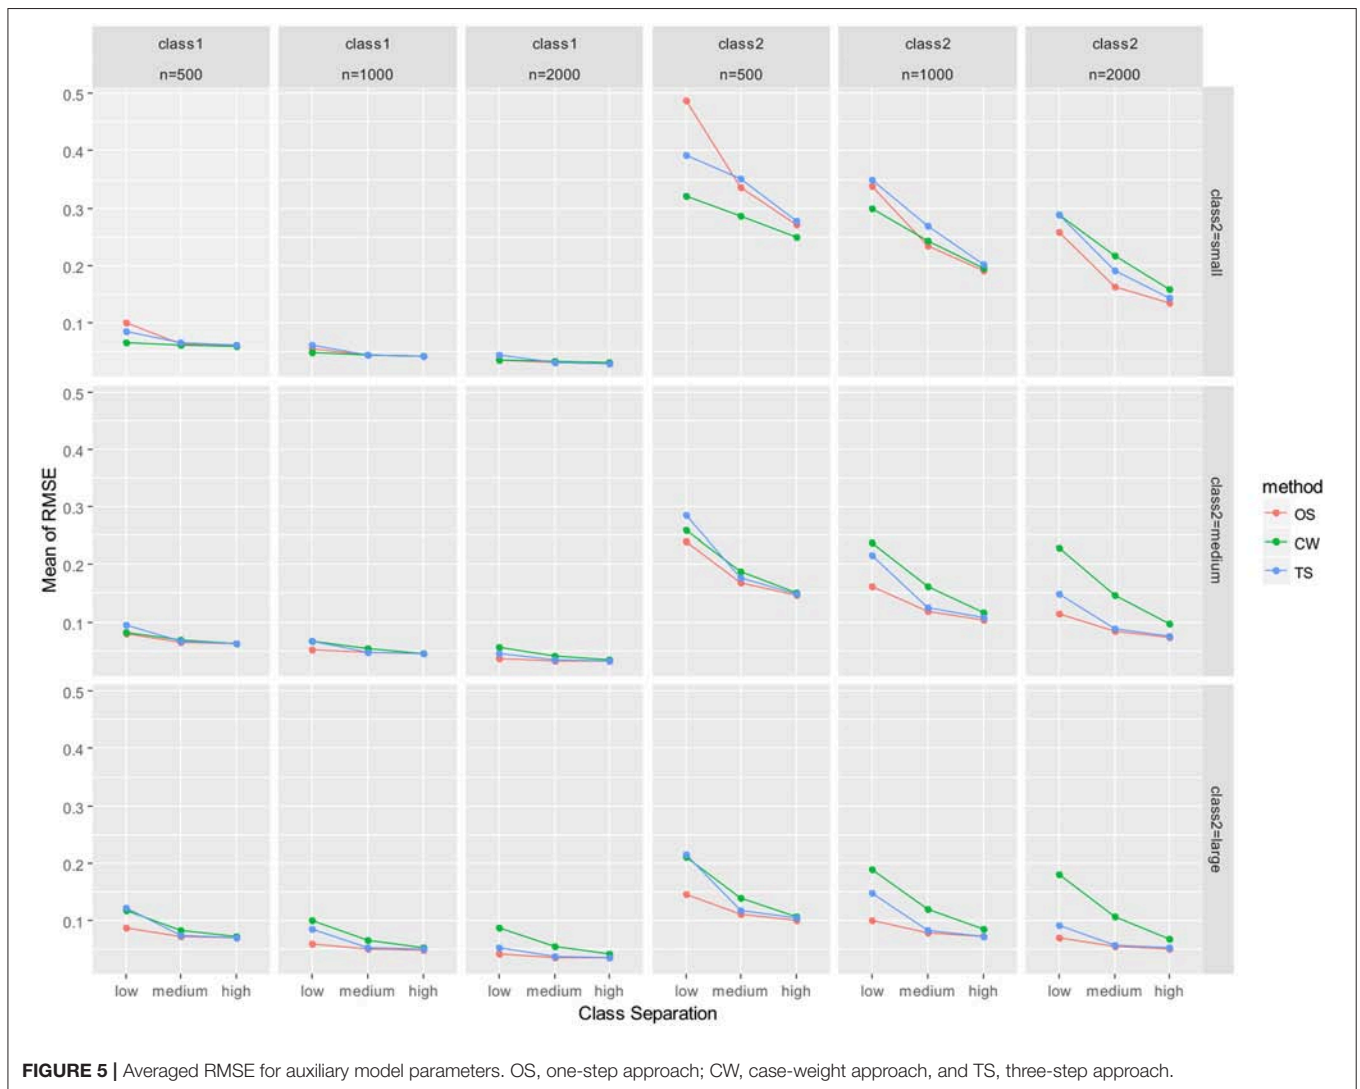 class1 class1 class1 class2 class2 class2
n=500 n=1000 n=2000 n=500 n=1000 n=2000
0.5
0.4
0.3
0.2
0.1
class2=small
0.5
0.4
0.3
0.2
0.1
class2=medium
0.5
0.4
0.3
0.2
0.1
class2=large
Mean of RMSE
method
OS
CW
TS
low medium high low medium high low medium high low medium high low medium high low medium high
Class Separation
FIGURE 5 | Averaged RMSE for auxiliary model parameters. OS, one-step approach; CW, case-weight approach, and TS, three-step approach.